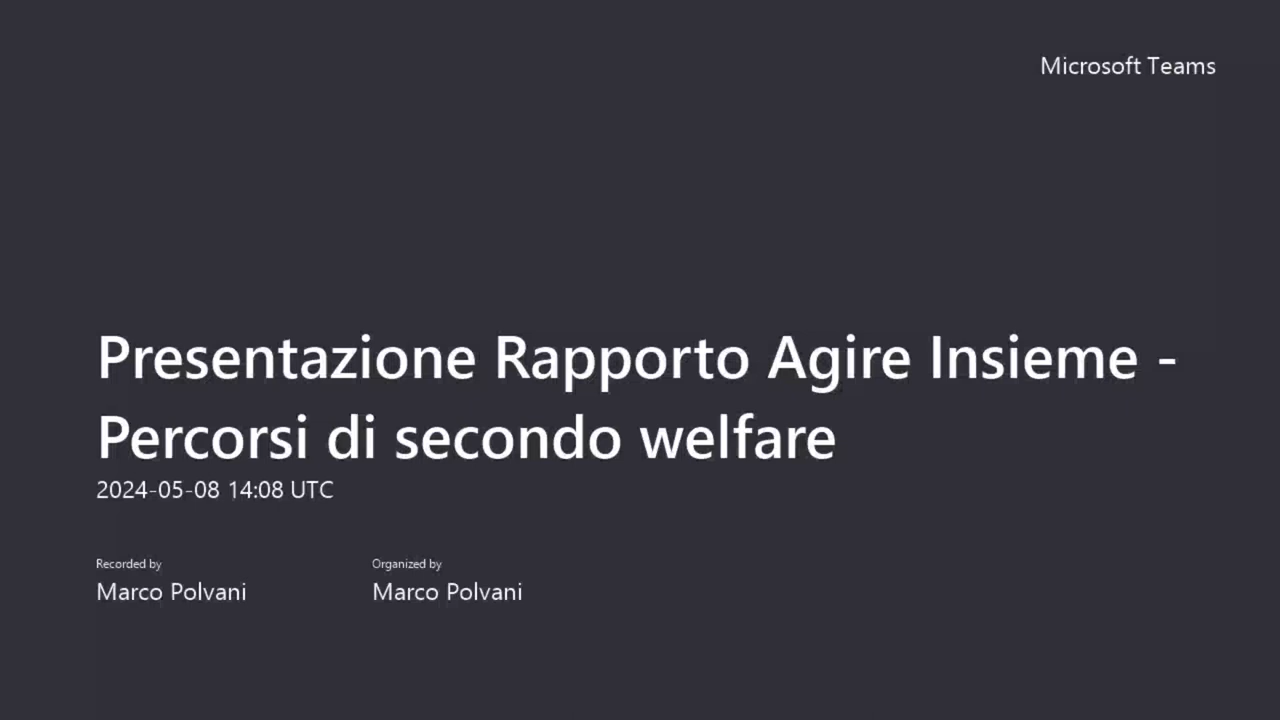 Microsoft Teams
Presentazione Rapporto Agire Insieme -
Percorsi di secondo welfare
2024-05-08 14:08 UTC
Recorded by
Marco Polvani
Organized by
Marco Polvani